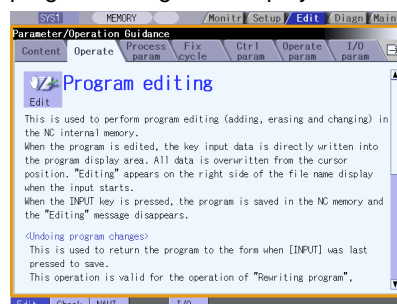 SYS1 MEMORY Monitr Setup Edit Diagn Main
Parameter/Operation Guidance
Content Operate Process param Fix cycle Ctrl param Operate param I/O param
Program editing
Edit
This is used to perform program editing (adding, erasing and changing) in
the NC internal memory.
When the program is edited, the key input data is directly written into
the program display area. All data is overwritten from the cursor
position. "Editing" appears on the right side of the file name display
when the input starts.
When the INPUT key is pressed, the program is saved in the NC memory and
the "Editing" message disappears.
<Undoing program changes>
This is used to return the program to the form when [INPUT] was last
pressed to save.
This operation is valid for the operation of "Rewriting program",
Edit Check NAVI I/O